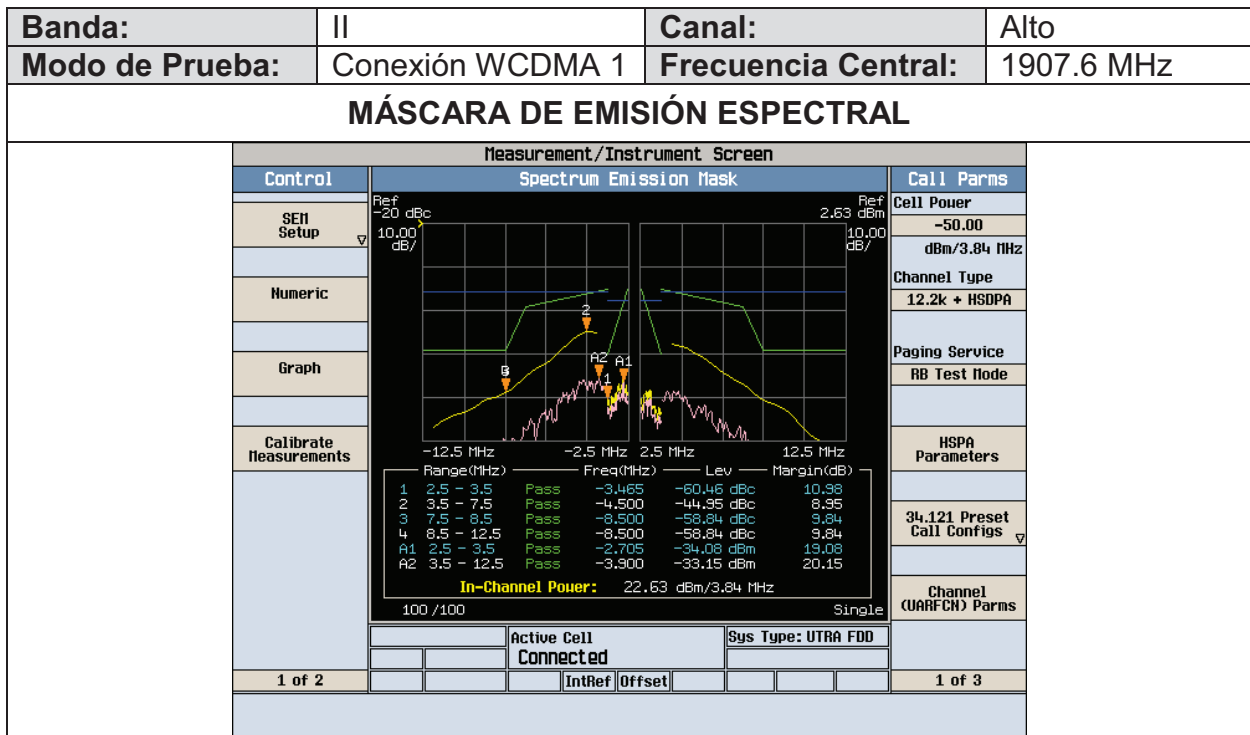 Banda: II Canal: Alto
Modo de Prueba: Conexión WCDMA 1 Frecuencia Central: 1907.6 MHz
MÁSCARA DE EMISIÓN ESPECTRAL
Measurement/Instrument Screen
Control Spectrum Emission Mask Call Parms
SEM Setup
Numeric
Graph
Calibrate Measurements
1 of 2
Ref -20 dBc
10.00 dB/
Ref 2.63 dBm
10.00 dB/
2
B
A2
1
A1
-12.5 MHz -2.5 MHz 2.5 MHz 12.5 MHz
Range(MHz) Freq(MHz) Lev Margin(dB)
1 2.5 - 3.5 Pass -3.465 -60.46 dBc 10.98
2 3.5 - 7.5 Pass -4.500 -44.95 dBc 8.95
3 7.5 - 8.5 Pass -8.500 -58.84 dBc 9.84
4 8.5 - 12.5 Pass -8.500 -58.84 dBc 9.84
A1 2.5 - 3.5 Pass -2.705 -34.08 dBm 19.08
A2 3.5 - 12.5 Pass -3.900 -33.15 dBm 20.15
In-Channel Power: 22.63 dBm/3.84 MHz
100/100 Single
Active Cell Sys Type: UTRA FDD
Connected
IntRef Offset
Cell Power
-50.00
dBm/3.84 MHz
Channel Type
12.2k + HSDPA
Paging Service
RB Test Mode
HSPA Parameters
34.121 Preset Call Configs
Channel (UARFCN) Parms
1 of 3